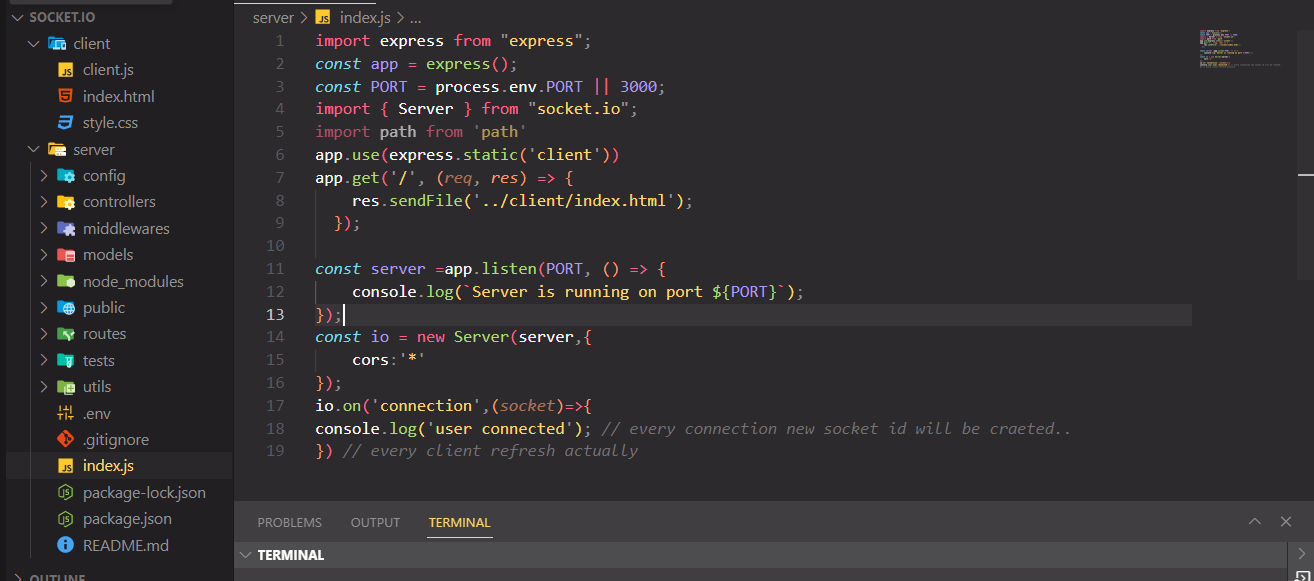 SOCKET.IO
client
client.js
index.html
style.css
server
config
controllers
middlewares
models
node_modules
public
routes
tests
utils
.env
.gitignore
index.js
package-lock.json
package.json
README.md
OUTLINE
server > index.js > ...
1 import express from "express";
2 const app = express();
3 const PORT = process.env.PORT || 3000;
4 import { Server } from "socket.io";
5 import path from 'path'
6 app.use(express.static('client'))
7 app.get('/', (req, res) => {
8 res.sendFile('../client/index.html');
9 });
10
11 const server =app.listen(PORT, () => {
12 console.log(`Server is running on port ${PORT}`);
13 });
14 const io = new Server(server,{
15 cors:'*'
16 });
17 io.on('connection',(socket)=>{
18 console.log('user connected'); // every connection new socket id will be craeted..
19 }) // every client refresh actually
PROBLEMS OUTPUT TERMINAL
TERMINAL